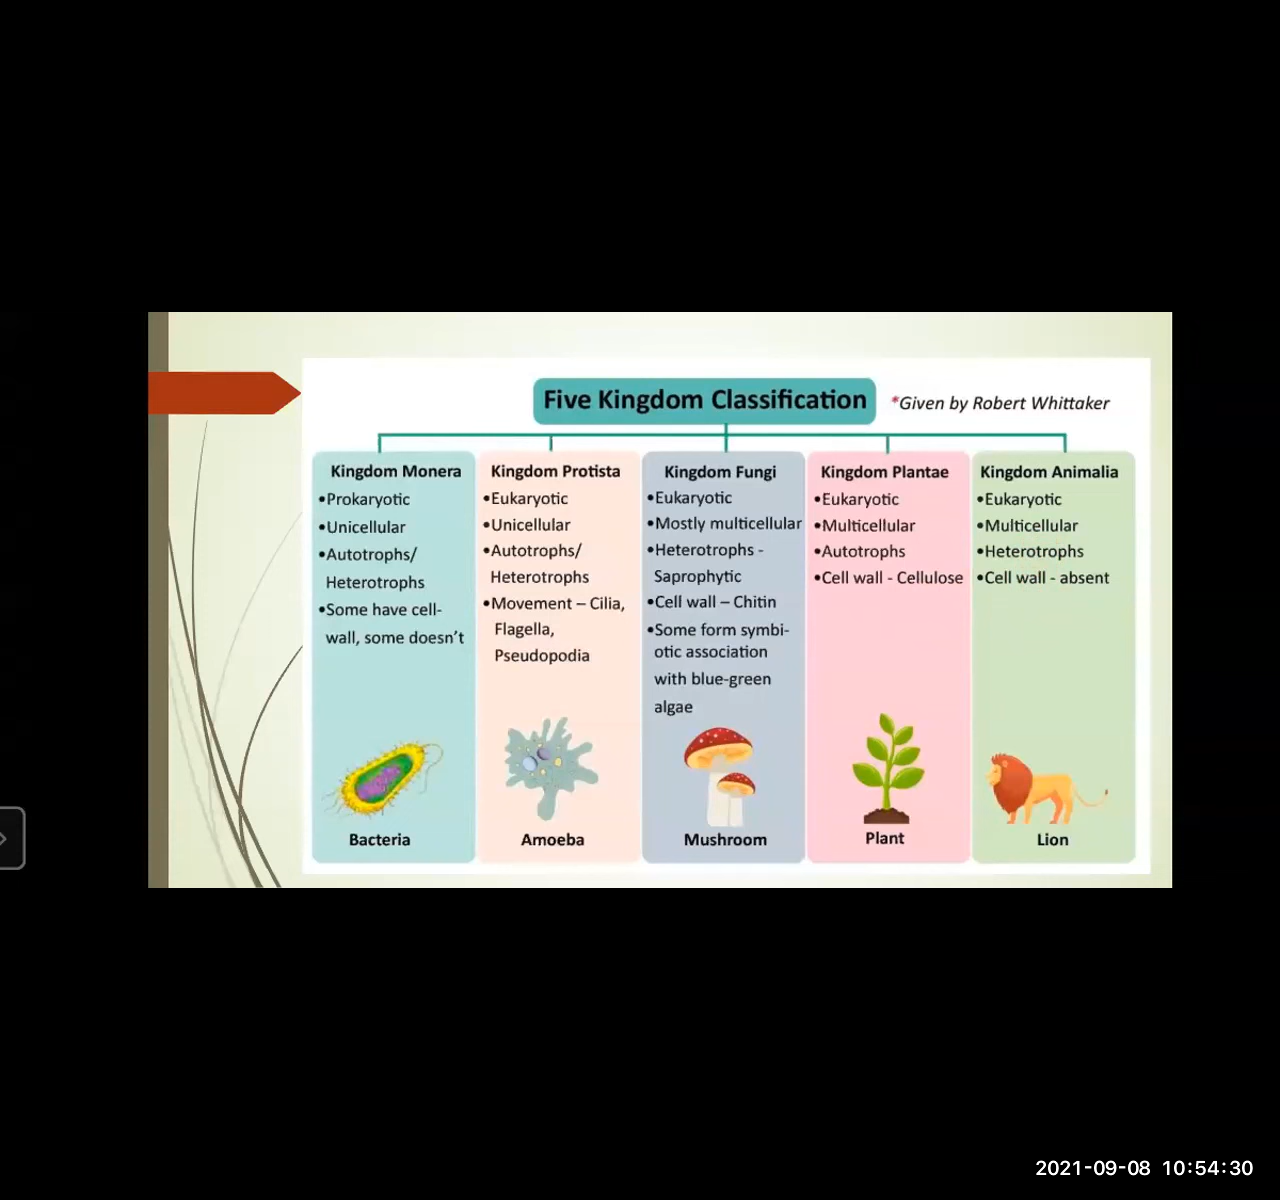 Five Kingdom Classification
*Given by Robert Whittaker
Kingdom Monera
•Prokaryotic
•Unicellular
•Autotrophs/
Heterotrophs
•Some have cell-
wall, some doesn't
Bacteria
Kingdom Protista
•Eukaryotic
•Unicellular
•Autotrophs/
Heterotrophs
•Movement – Cilia,
Flagella,
Pseudopodia
Amoeba
Kingdom Fungi
•Eukaryotic
•Mostly multicellular
•Heterotrophs -
Saprophytic
•Cell wall – Chitin
•Some form symbi-
otic association
with blue-green
algae
Mushroom
Kingdom Plantae
•Eukaryotic
•Multicellular
•Autotrophs
•Cell wall - Cellulose
Plant
Kingdom Animalia
•Eukaryotic
•Multicellular
•Heterotrophs
•Cell wall - absent
Lion
2021-09-08 10:54:30